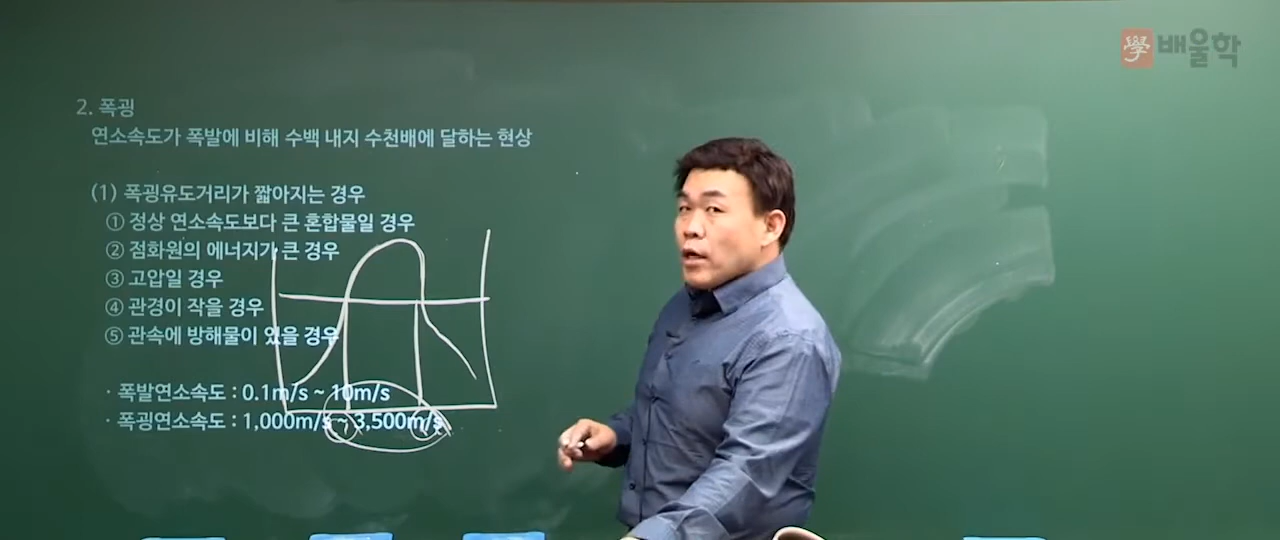 學 배울학
2. 폭굉
연소속도가 폭발에 비해 수백 내지 수천배에 달하는 현상
(1) 폭굉유도거리가 짧아지는 경우
① 정상 연소속도보다 큰 혼합물일 경우
② 점화원의 에너지가 큰 경우
③ 고압일 경우
④ 관경이 작을 경우
⑤ 관속에 방해물이 있을 경우
· 폭발연소속도 : 0.1m/s ~ 10m/s
· 폭굉연소속도 : 1,000m/s ~ 3,500m/s